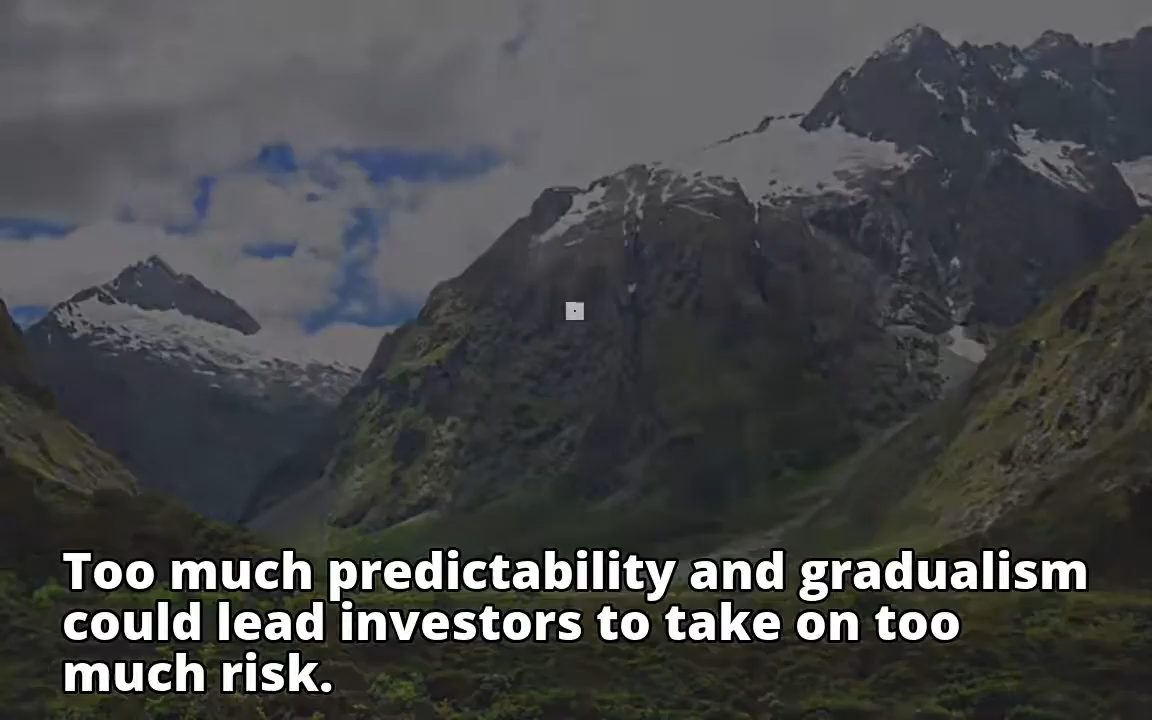 Too much predictability and gradualism
could lead investors to take on too
much risk.